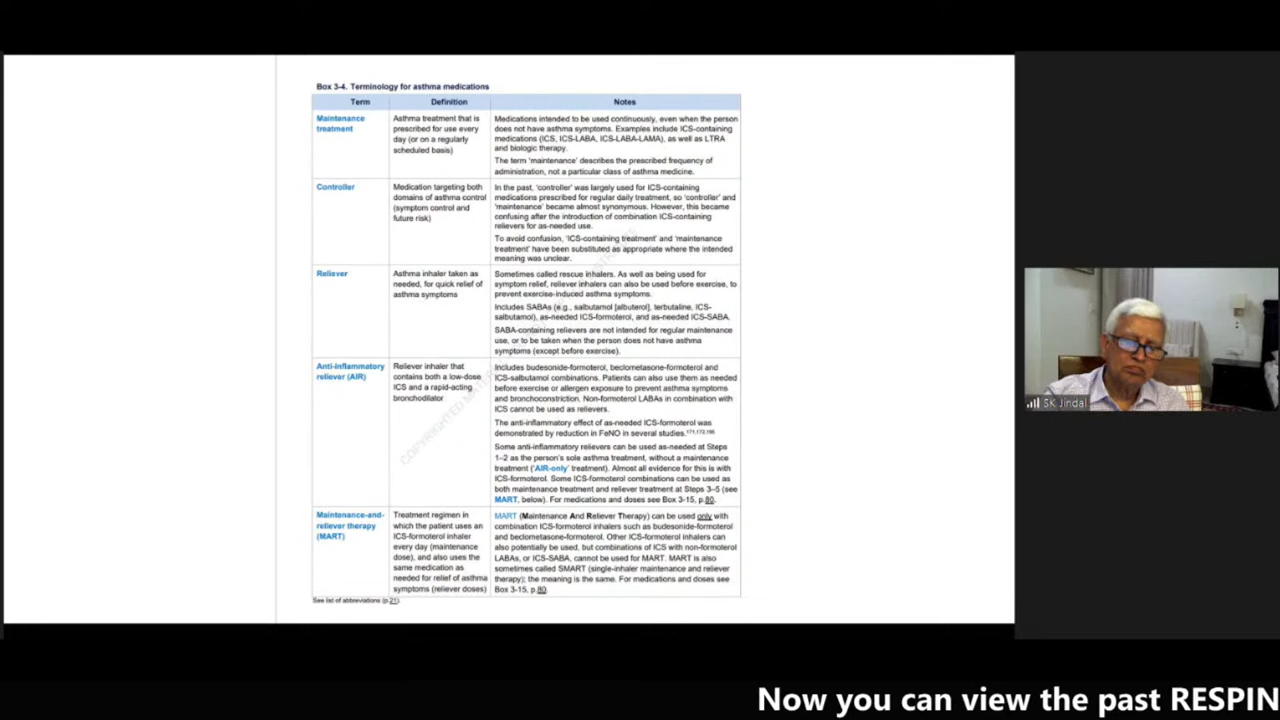 Box 3-4. Terminology for asthma medications
Term Definition Notes
Maintenance
treatment
Asthma treatment that is
prescribed for use every
day (or on a regularly
scheduled basis)
Medications intended to be used continuously, even when the person
does not have asthma symptoms. Examples include ICS-containing
medications (ICS, ICS-LABA, ICS-LABA-LAMA), as well as LTRA
and biologic therapy.
The term 'maintenance' describes the prescribed frequency of
administration, not a particular class of asthma medicine.
Controller
Medication targeting both
domains of asthma control
(symptom control and
future risk)
In the past, 'controller' was largely used for ICS-containing
medications prescribed for regular daily treatment, so 'controller' and
'maintenance' became almost synonymous. However, this became
confusing after the introduction of combination ICS-containing
relievers for as-needed use.
To avoid confusion, 'ICS-containing treatment' and 'maintenance
treatment' have been substituted as appropriate where the intended
meaning was unclear.
Reliever
Asthma inhaler taken as
needed, for quick relief of
asthma symptoms
Sometimes called rescue inhalers. As well as being used for
symptom relief, reliever inhalers can also be used before exercise, to
prevent exercise-induced asthma symptoms.
Includes SABAs (e.g., salbutamol [albuterol], terbutaline, ICS-
salbutamol), as-needed ICS-formoterol, and as-needed ICS-SABA.
SABA-containing relievers are not intended for regular maintenance
use, or to be taken when the person does not have asthma
symptoms (except before exercise).
Anti-inflammatory
reliever (AIR)
Reliever inhaler that
contains both a low-dose
ICS and a rapid-acting
bronchodilator
Includes budesonide-formoterol, beclometasone-formoterol and
ICS-salbutamol combinations. Patients can also use them as needed
before exercise or allergen exposure to prevent asthma symptoms
and bronchoconstriction. Non-formoterol LABAs in combination with
ICS cannot be used as relievers.
The anti-inflammatory effect of as-needed ICS-formoterol was
demonstrated by reduction in FeNO in several studies.
Some anti-inflammatory relievers can be used as-needed at Steps
1–2 as the person's sole asthma treatment, without a maintenance
treatment ('AIR-only' treatment). Almost all evidence for this is with
ICS-formoterol. Some ICS-formoterol combinations can be used as
both maintenance treatment and reliever treatment at Steps 3–5 (see
MART, below). For medications and doses see Box 3-15, p.80.
Maintenance-and-
reliever therapy
(MART)
Treatment regimen in
which the patient uses an
ICS-formoterol inhaler
every day (maintenance
dose), and also uses the
same medication as
needed for relief of asthma
symptoms (reliever doses)
MART (Maintenance And Reliever Therapy) can be used only with
combination ICS-formoterol inhalers such as budesonide-formoterol
and beclometasone-formoterol. Other ICS-formoterol inhalers can
also potentially be used, but combinations of ICS with non-formoterol
LABAs, or ICS-SABA, cannot be used for MART. MART is also
sometimes called SMART (single-inhaler maintenance and reliever
therapy); the meaning is the same. For medications and doses see
Box 3-15, p.80.
See list of abbreviations (p.21).
SK Jindal
Now you can view the past RESPIN